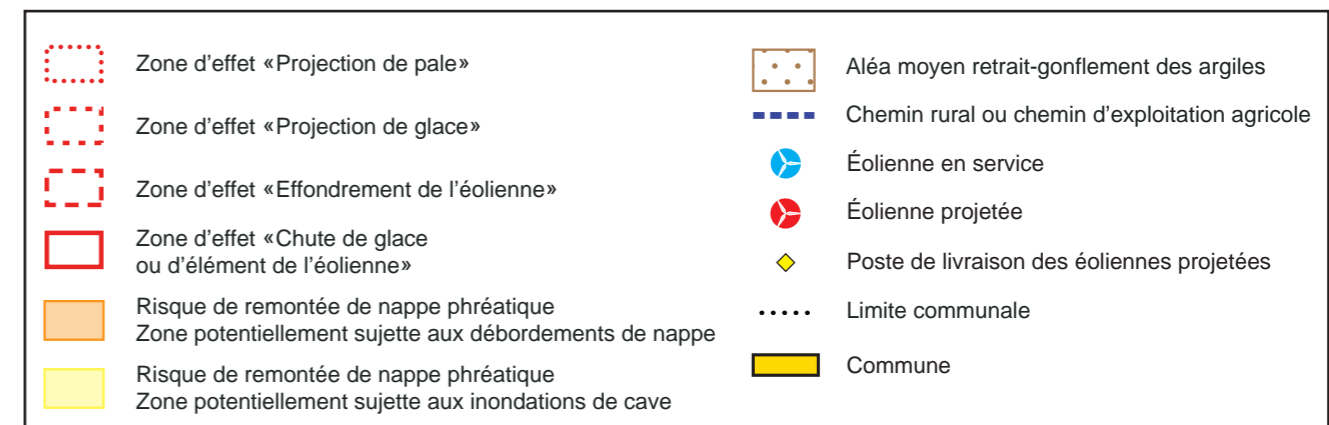 Zone d'effet «Projection de pale»
Zone d'effet «Projection de glace»
Zone d'effet «Effondrement de l'éolienne»
Zone d'effet «Chute de glace
ou d'élément de l'éolienne»
Risque de remontée de nappe phréatique
Zone potentiellement sujette aux débordements de nappe
Risque de remontée de nappe phréatique
Zone potentiellement sujette aux inondations de cave
Aléa moyen retrait-gonflement des argiles
Chemin rural ou chemin d'exploitation agricole
Éolienne en service
Éolienne projetée
Poste de livraison des éoliennes projetées
Limite communale
Commune